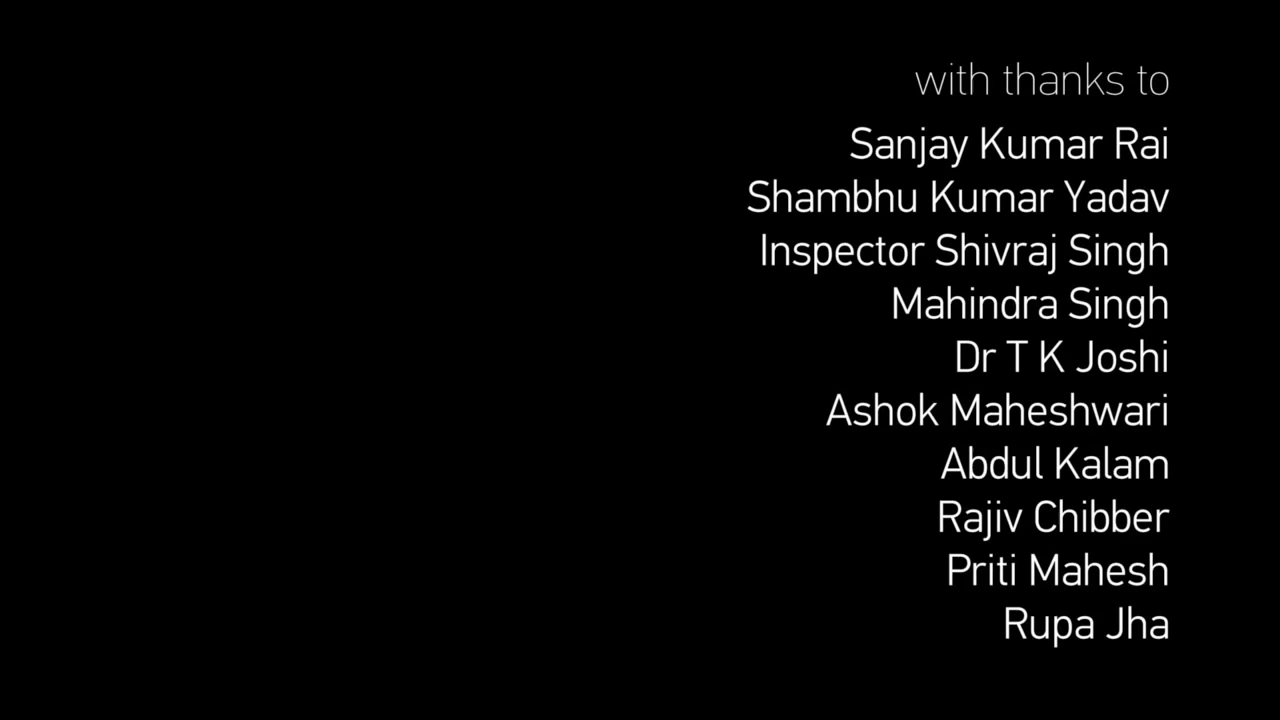 with thanks to
Sanjay Kumar Rai
Shambhu Kumar Yadav
Inspector Shivraj Singh
Mahindra Singh
Dr T K Joshi
Ashok Maheshwari
Abdul Kalam
Rajiv Chibber
Priti Mahesh
Rupa Jha